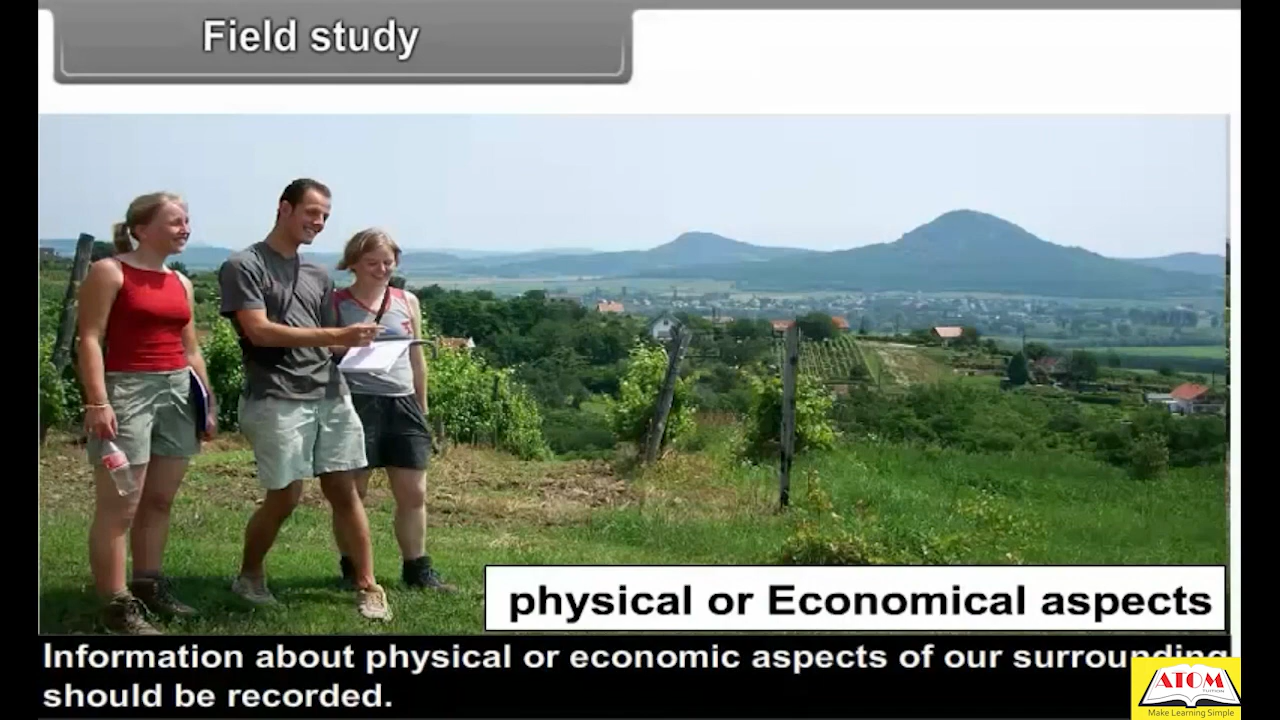 Field study
physical or Economical aspects
Information about physical or economic aspects of our surrounding
should be recorded.
ATOM
TUITION
Make Learning Simple